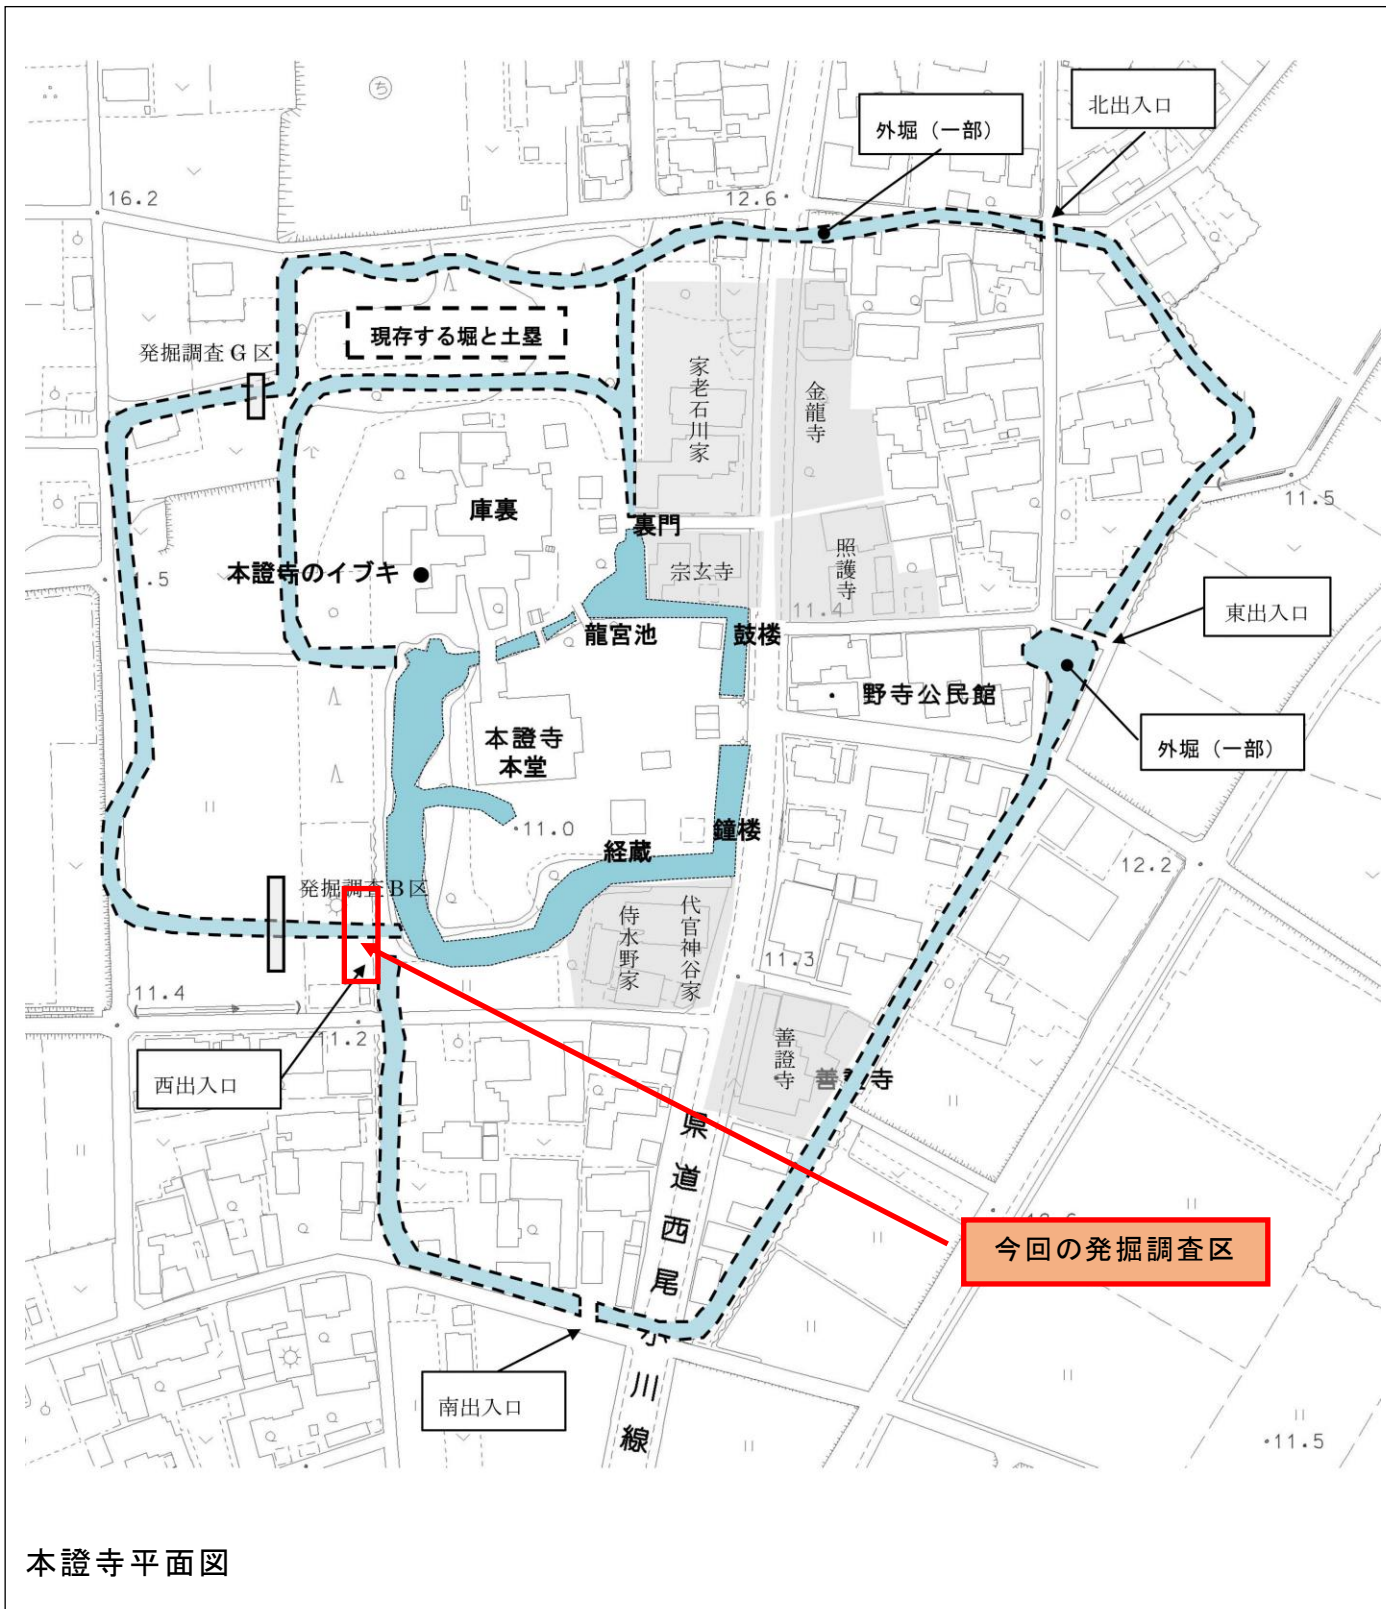 ち
外堀（一部）
北出入口
16.2
12.6
現存する堀と土塁
発掘調査G区
家老石川家
金龍寺
11.5
庫裏
裏門
本證寺のイブキ
1.5
宗玄寺
照護寺
11.4
東出入口
龍宮池
鼓楼
野寺公民館
本證寺
本堂
外堀（一部）
11.0
鐘楼
経蔵
12.2
発掘調査B区
侍水野家
代官神谷家
11.3
11.4
11.2
善證寺
西出入口
善證寺
県道西尾小川線
今回の発掘調査区
南出入口
11.5
本證寺平面図